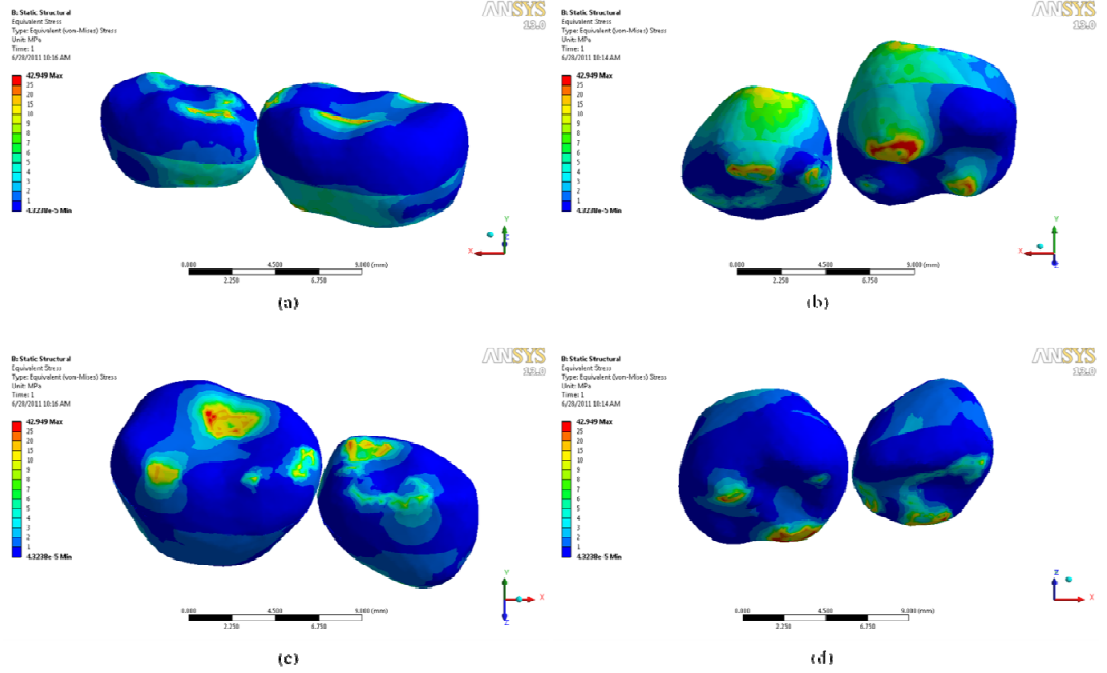 B: Static Structural
Equivalent Stress
Type: Equivalent (von-Mises) Stress
Unit: MPa
Time: 1
6/28/2011 10:16 AM
42.949 Max
25
20
15
10
9
8
7
6
5
4
3
2
1
4.3238e-5 Min
ANSYS
13.0
Y
X
Z
0.000
4.500
9.000 (mm)
2.250
6.750
(a)
B: Static Structural
Equivalent Stress
Type: Equivalent (von-Mises) Stress
Unit: MPa
Time: 1
6/28/2011 10:14 AM
42.949 Max
25
20
15
10
9
8
7
6
5
4
3
2
1
4.3238e-5 Min
ANSYS
13.0
Y
X
Z
0.000
4.500
9.000 (mm)
2.250
6.750
(b)
B: Static Structural
Equivalent Stress
Type: Equivalent (von-Mises) Stress
Unit: MPa
Time: 1
6/28/2011 10:16 AM
42.949 Max
25
20
15
10
9
8
7
6
5
4
3
2
1
4.3238e-5 Min
ANSYS
13.0
Y
X
Z
0.000
4.500
9.000 (mm)
2.250
6.750
(c)
B: Static Structural
Equivalent Stress
Type: Equivalent (von-Mises) Stress
Unit: MPa
Time: 1
6/28/2011 10:14 AM
42.949 Max
25
20
15
10
9
8
7
6
5
4
3
2
1
4.3238e-5 Min
ANSYS
13.0
Z
X
0.000
4.500
9.000 (mm)
2.250
6.750
(d)